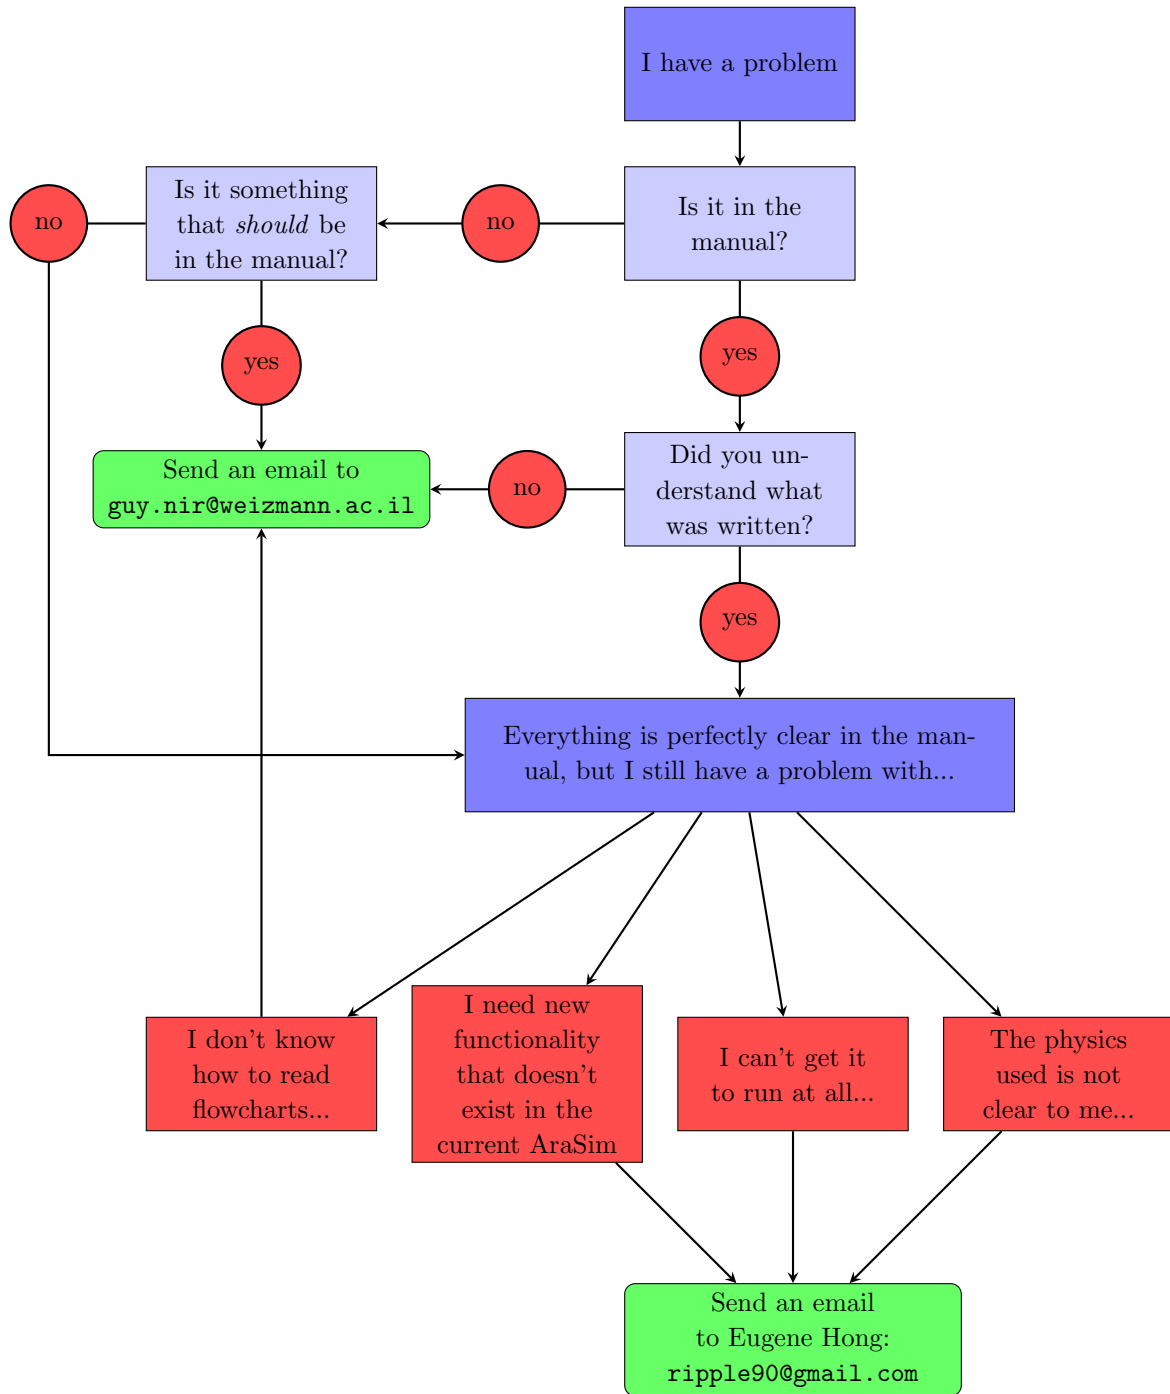 I have a problem
Is it something
that should be
in the manual?
no
no
Is it in the
manual?
yes
yes
Send an email to
guy.nir@weizmann.ac.il
no
Did you un-
derstand what
was written?
yes
Everything is perfectly clear in the man-
ual, but I still have a problem with...
I don't know
how to read
flowcharts...
I need new
functionality
that doesn't
exist in the
current AraSim
I can't get it
to run at all...
The physics
used is not
clear to me...
Send an email
to Eugene Hong:
ripple90@gmail.com